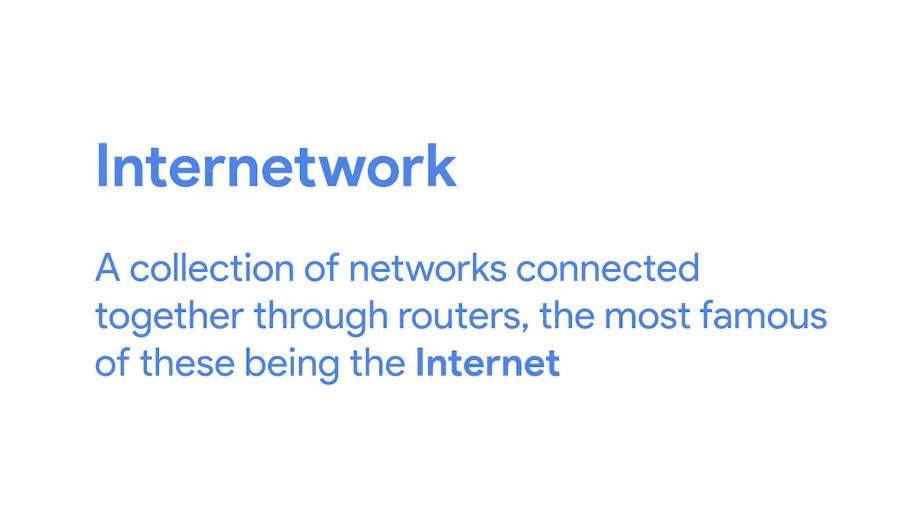 Internetwork
A collection of networks connected
together through routers, the most famous
of these being the Internet